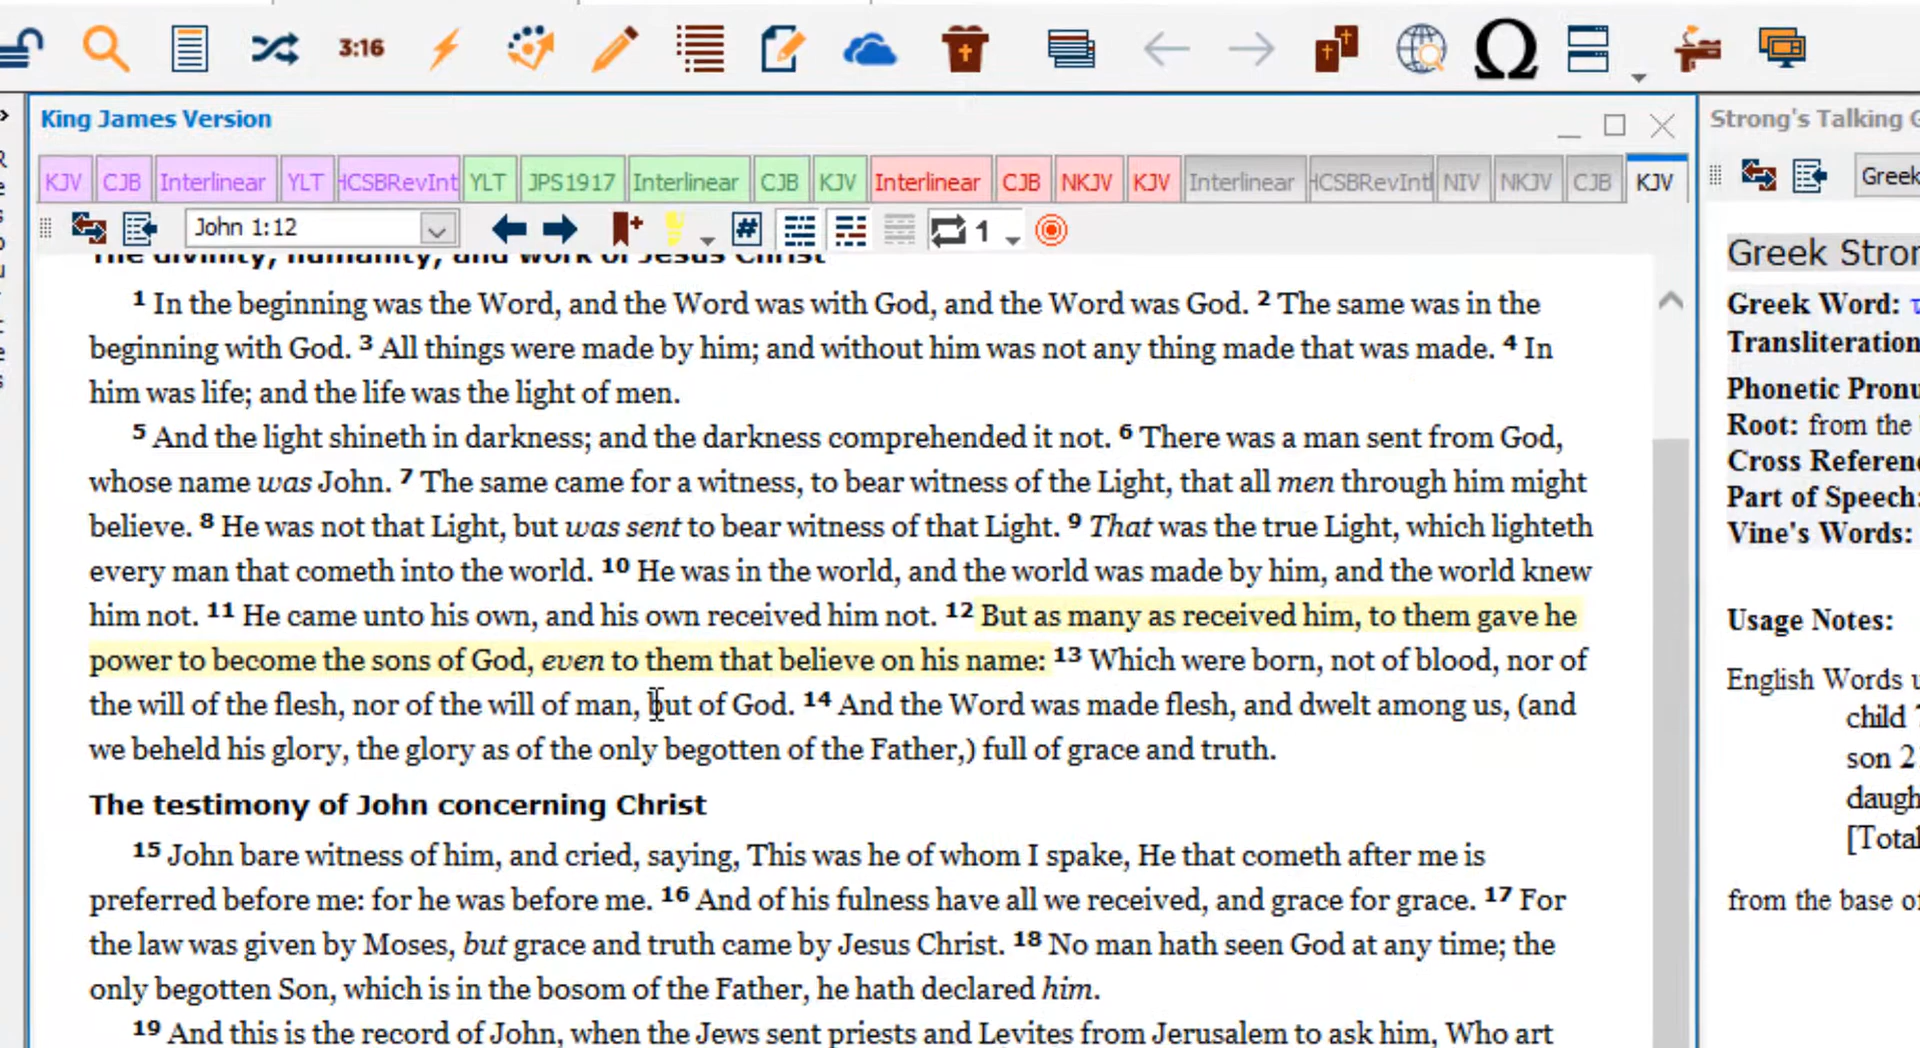 3:16
King James Version
Strong's Talking G
KJV CJB Interlinear YLT HCSBRevInt YLT JPS1917 Interlinear CJB KJV Interlinear CJB NKJV KJV Interlinear HCSBRevIntl NIV NKJV CJB KJV
Greek
John 1:12
# 1
The divinity, humanity, and work of Jesus Christ
1 In the beginning was the Word, and the Word was with God, and the Word was God. 2 The same was in the
beginning with God. 3 All things were made by him; and without him was not any thing made that was made. 4 In
him was life; and the life was the light of men.
5 And the light shineth in darkness; and the darkness comprehended it not. 6 There was a man sent from God,
whose name was John. 7 The same came for a witness, to bear witness of the Light, that all men through him might
believe. 8 He was not that Light, but was sent to bear witness of that Light. 9 That was the true Light, which lighteth
every man that cometh into the world. 10 He was in the world, and the world was made by him, and the world knew
him not. 11 He came unto his own, and his own received him not. 12 But as many as received him, to them gave he
power to become the sons of God, even to them that believe on his name: 13 Which were born, not of blood, nor of
the will of the flesh, nor of the will of man, but of God. 14 And the Word was made flesh, and dwelt among us, (and
we beheld his glory, the glory as of the only begotten of the Father,) full of grace and truth.
The testimony of John concerning Christ
15 John bare witness of him, and cried, saying, This was he of whom I spake, He that cometh after me is
preferred before me: for he was before me. 16 And of his fulness have all we received, and grace for grace. 17 For
the law was given by Moses, but grace and truth came by Jesus Christ. 18 No man hath seen God at any time; the
only begotten Son, which is in the bosom of the Father, he hath declared him.
19 And this is the record of John, when the Jews sent priests and Levites from Jerusalem to ask him, Who art
Greek Stron
Greek Word: τ
Transliteration
Phonetic Pronu
Root: from the
Cross Referenc
Part of Speech:
Vine's Words:
Usage Notes:
English Words u
child
son 2
daugh
[Total
from the base of